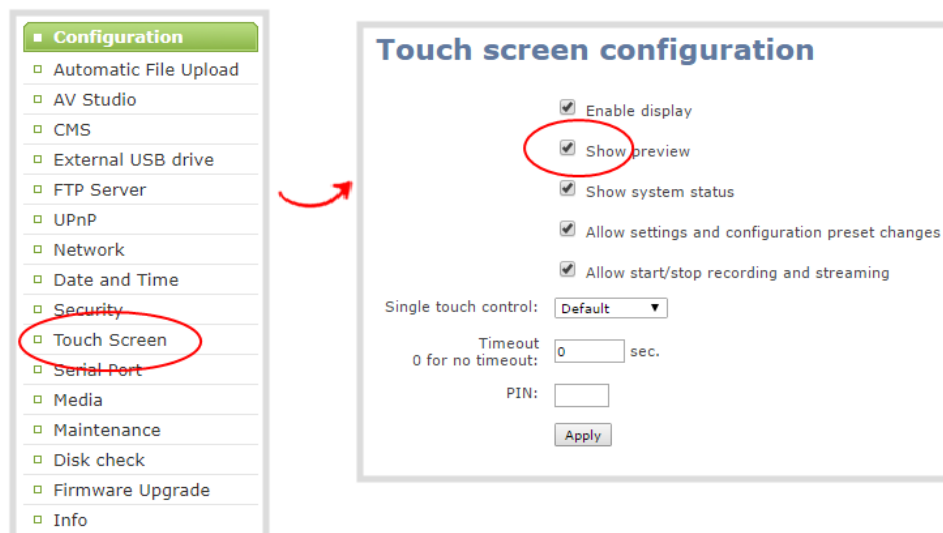 Configuration
Automatic File Upload
AV Studio
CMS
External USB drive
FTP Server
UPnP
Network
Date and Time
Security
Touch Screen
Serial Port
Media
Maintenance
Disk check
Firmware Upgrade
Info
Touch screen configuration
Enable display
Show preview
Show system status
Allow settings and configuration preset changes
Allow start/stop recording and streaming
Single touch control: Default
Timeout
0 for no timeout: 0 sec.
PIN:
Apply